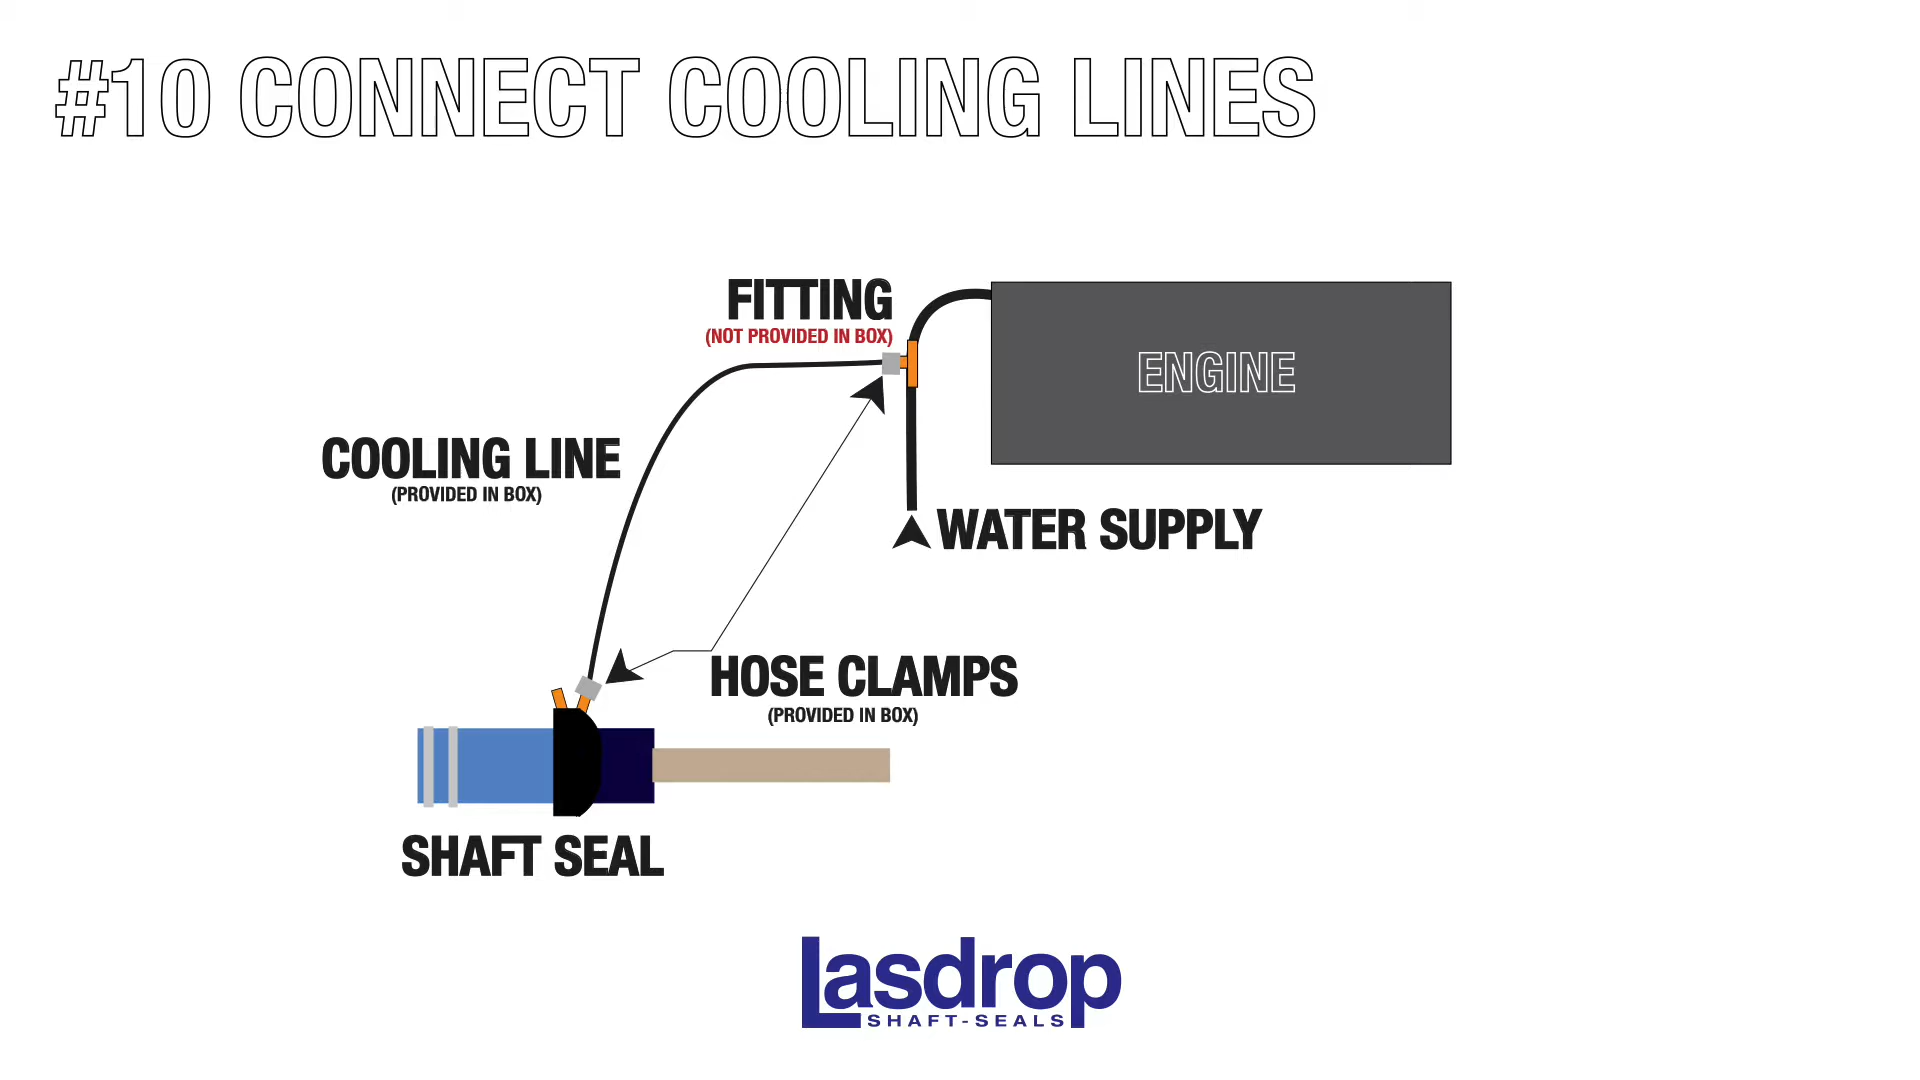 #10 CONNECT COOLING LINES
FITTING
(NOT PROVIDED IN BOX)
ENGINE
COOLING LINE
(PROVIDED IN BOX)
WATER SUPPLY
HOSE CLAMPS
(PROVIDED IN BOX)
SHAFT SEAL
Lasdrop
SHAFT-SEALS